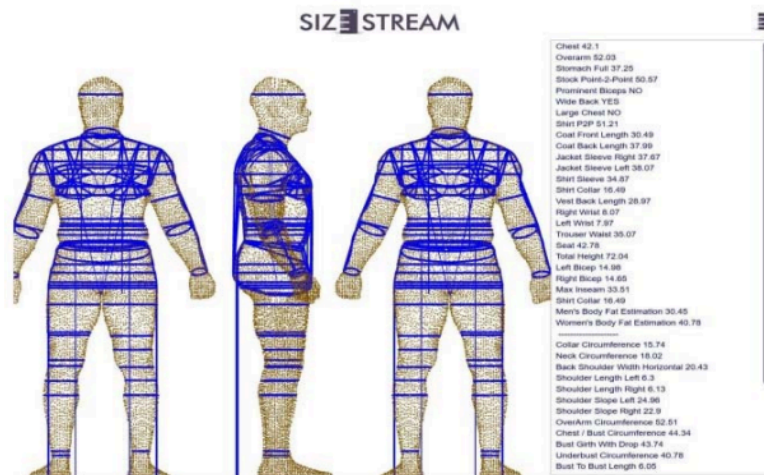 SIZE STREAM
Chest 42.1
Overarm 52.03
Stomach Full 37.25
Stock Point-2-Point 50.57
Prominent Biceps NO
Wide Back YES
Large Chest NO
Shirt P2P 51.21
Coat Front Length 30.49
Coat Back Length 37.99
Jacket Sleeve Right 37.67
Jacket Sleeve Left 38.07
Shirt Sleeve 34.87
Shirt Collar 16.49
Vest Back Length 28.97
Right Wrist 8.07
Left Wrist 7.97
Trouser Waist 35.07
Seat 42.78
Total Height 72.04
Left Bicep 14.98
Right Bicep 14.65
Max Inseam 33.51
Shirt Collar 16.49
Men's Body Fat Estimation 30.45
Women's Body Fat Estimation 40.78
--------------------
Collar Circumference 15.74
Neck Circumference 18.02
Back Shoulder Width Horizontal 20.43
Shoulder Length Left 6.3
Shoulder Length Right 6.13
Shoulder Slope Left 24.96
Shoulder Slope Right 22.9
OverArm Circumference 52.51
Chest / Bust Circumference 44.34
Bust Girth With Drop 43.74
Underbust Circumference 40.78
Bust To Bust Length 6.05